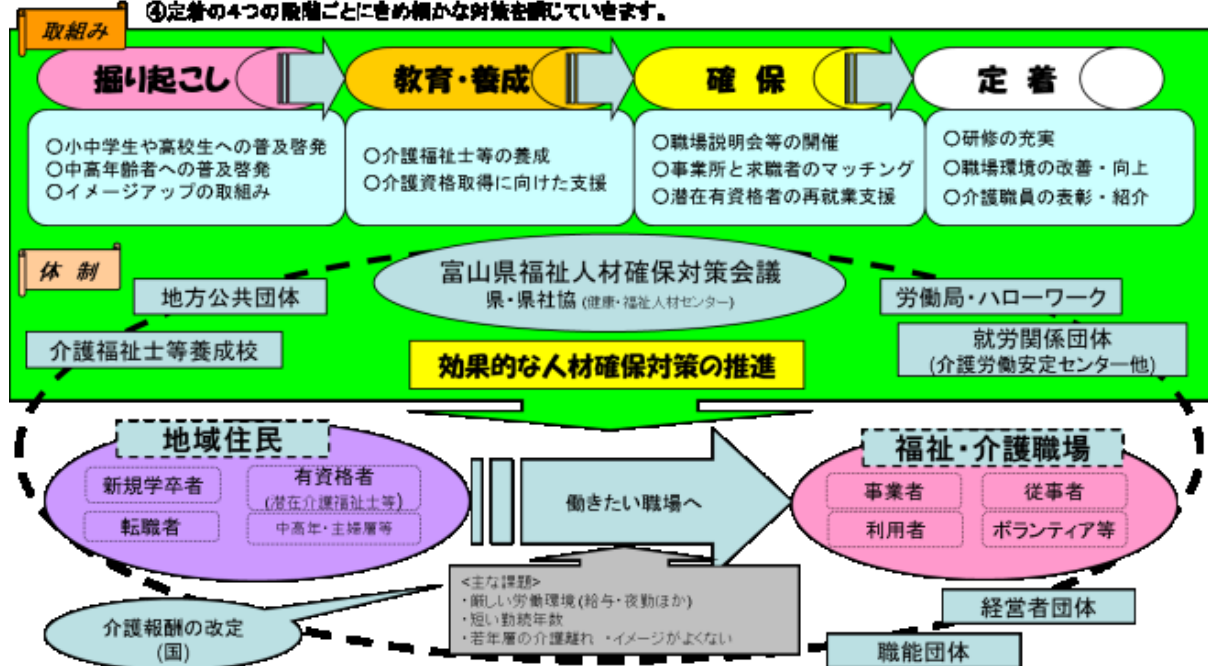 ④定着の4つの段階ごとにきめ細かな対策を講じていきます。
取組み
掘り起こし
教育・養成
確 保
定 着
○小中学生や高校生への普及啓発
○中高年齢者への普及啓発
○イメージアップの取組み
○介護福祉士等の養成
○介護資格取得に向けた支援
○職場説明会等の開催
○事業所と求職者のマッチング
○潜在有資格者の再就業支援
○研修の充実
○職場環境の改善・向上
○介護職員の表彰・紹介
体 制
富山県福祉人材確保対策会議
県・県社協 (健康・福祉人材センター)
地方公共団体
介護福祉士等養成校
労働局・ハローワーク
就労関係団体
(介護労働安定センター他)
効果的な人材確保対策の推進
地域住民
新規学卒者
有資格者
(潜在介護福祉士等)
転職者
中高年・主婦層等
働きたい職場へ
福祉・介護職場
事業者
従事者
利用者
ボランティア等
<主な課題>
・厳しい労働環境(給与・夜勤ほか)
・短い勤続年数
・若年層の介護離れ ・イメージがよくない
介護報酬の改定
(国)
経営者団体
職能団体